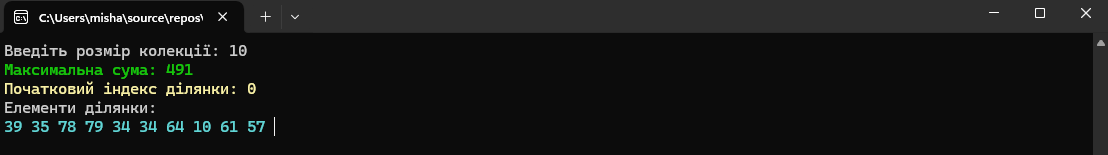 C:\Users\misha\source\repos\
Введіть розмір колекції: 10
Максимальна сума: 491
Початковий індекс ділянки: 0
Елементи ділянки:
39 35 78 79 34 34 64 10 61 57